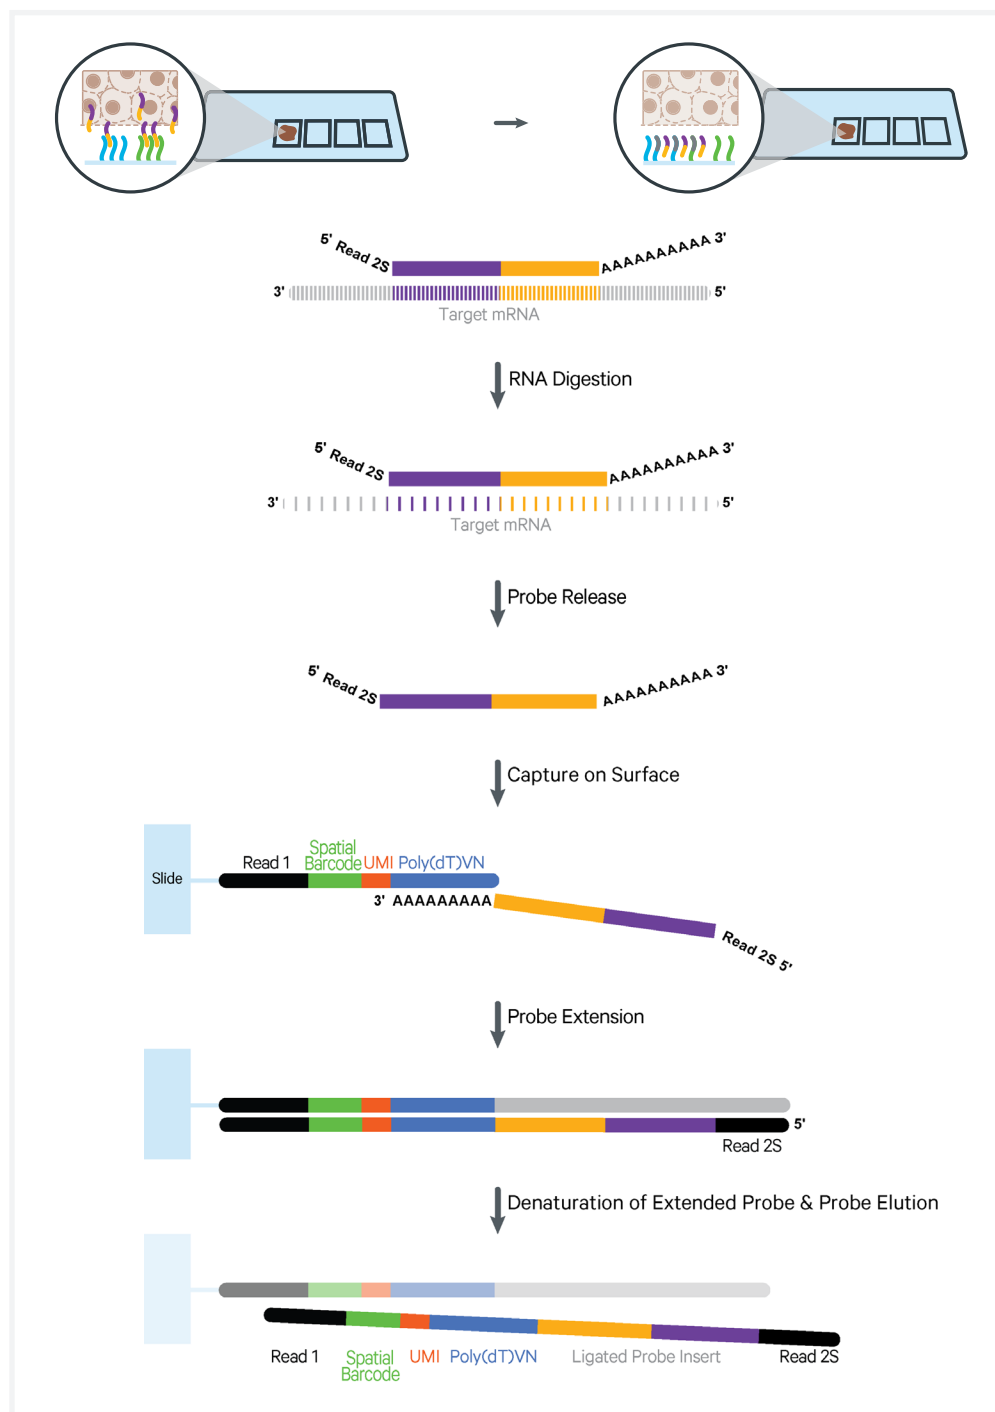 5' Read 2S AAAAAAAAAA 3'
3' 5'
Target mRNA
RNA Digestion
5' Read 2S AAAAAAAAAA 3'
3' 5'
Target mRNA
Probe Release
5' Read 2S AAAAAAAAAA 3'
Capture on Surface
Slide
Read 1 Spatial Barcode UMI Poly(dT)VN
3' AAAAAAAAA
Read 2S 5'
Probe Extension
5'
Read 2S
Denaturation of Extended Probe & Probe Elution
Read 1 Spatial Barcode UMI Poly(dT)VN Ligated Probe Insert Read 2S